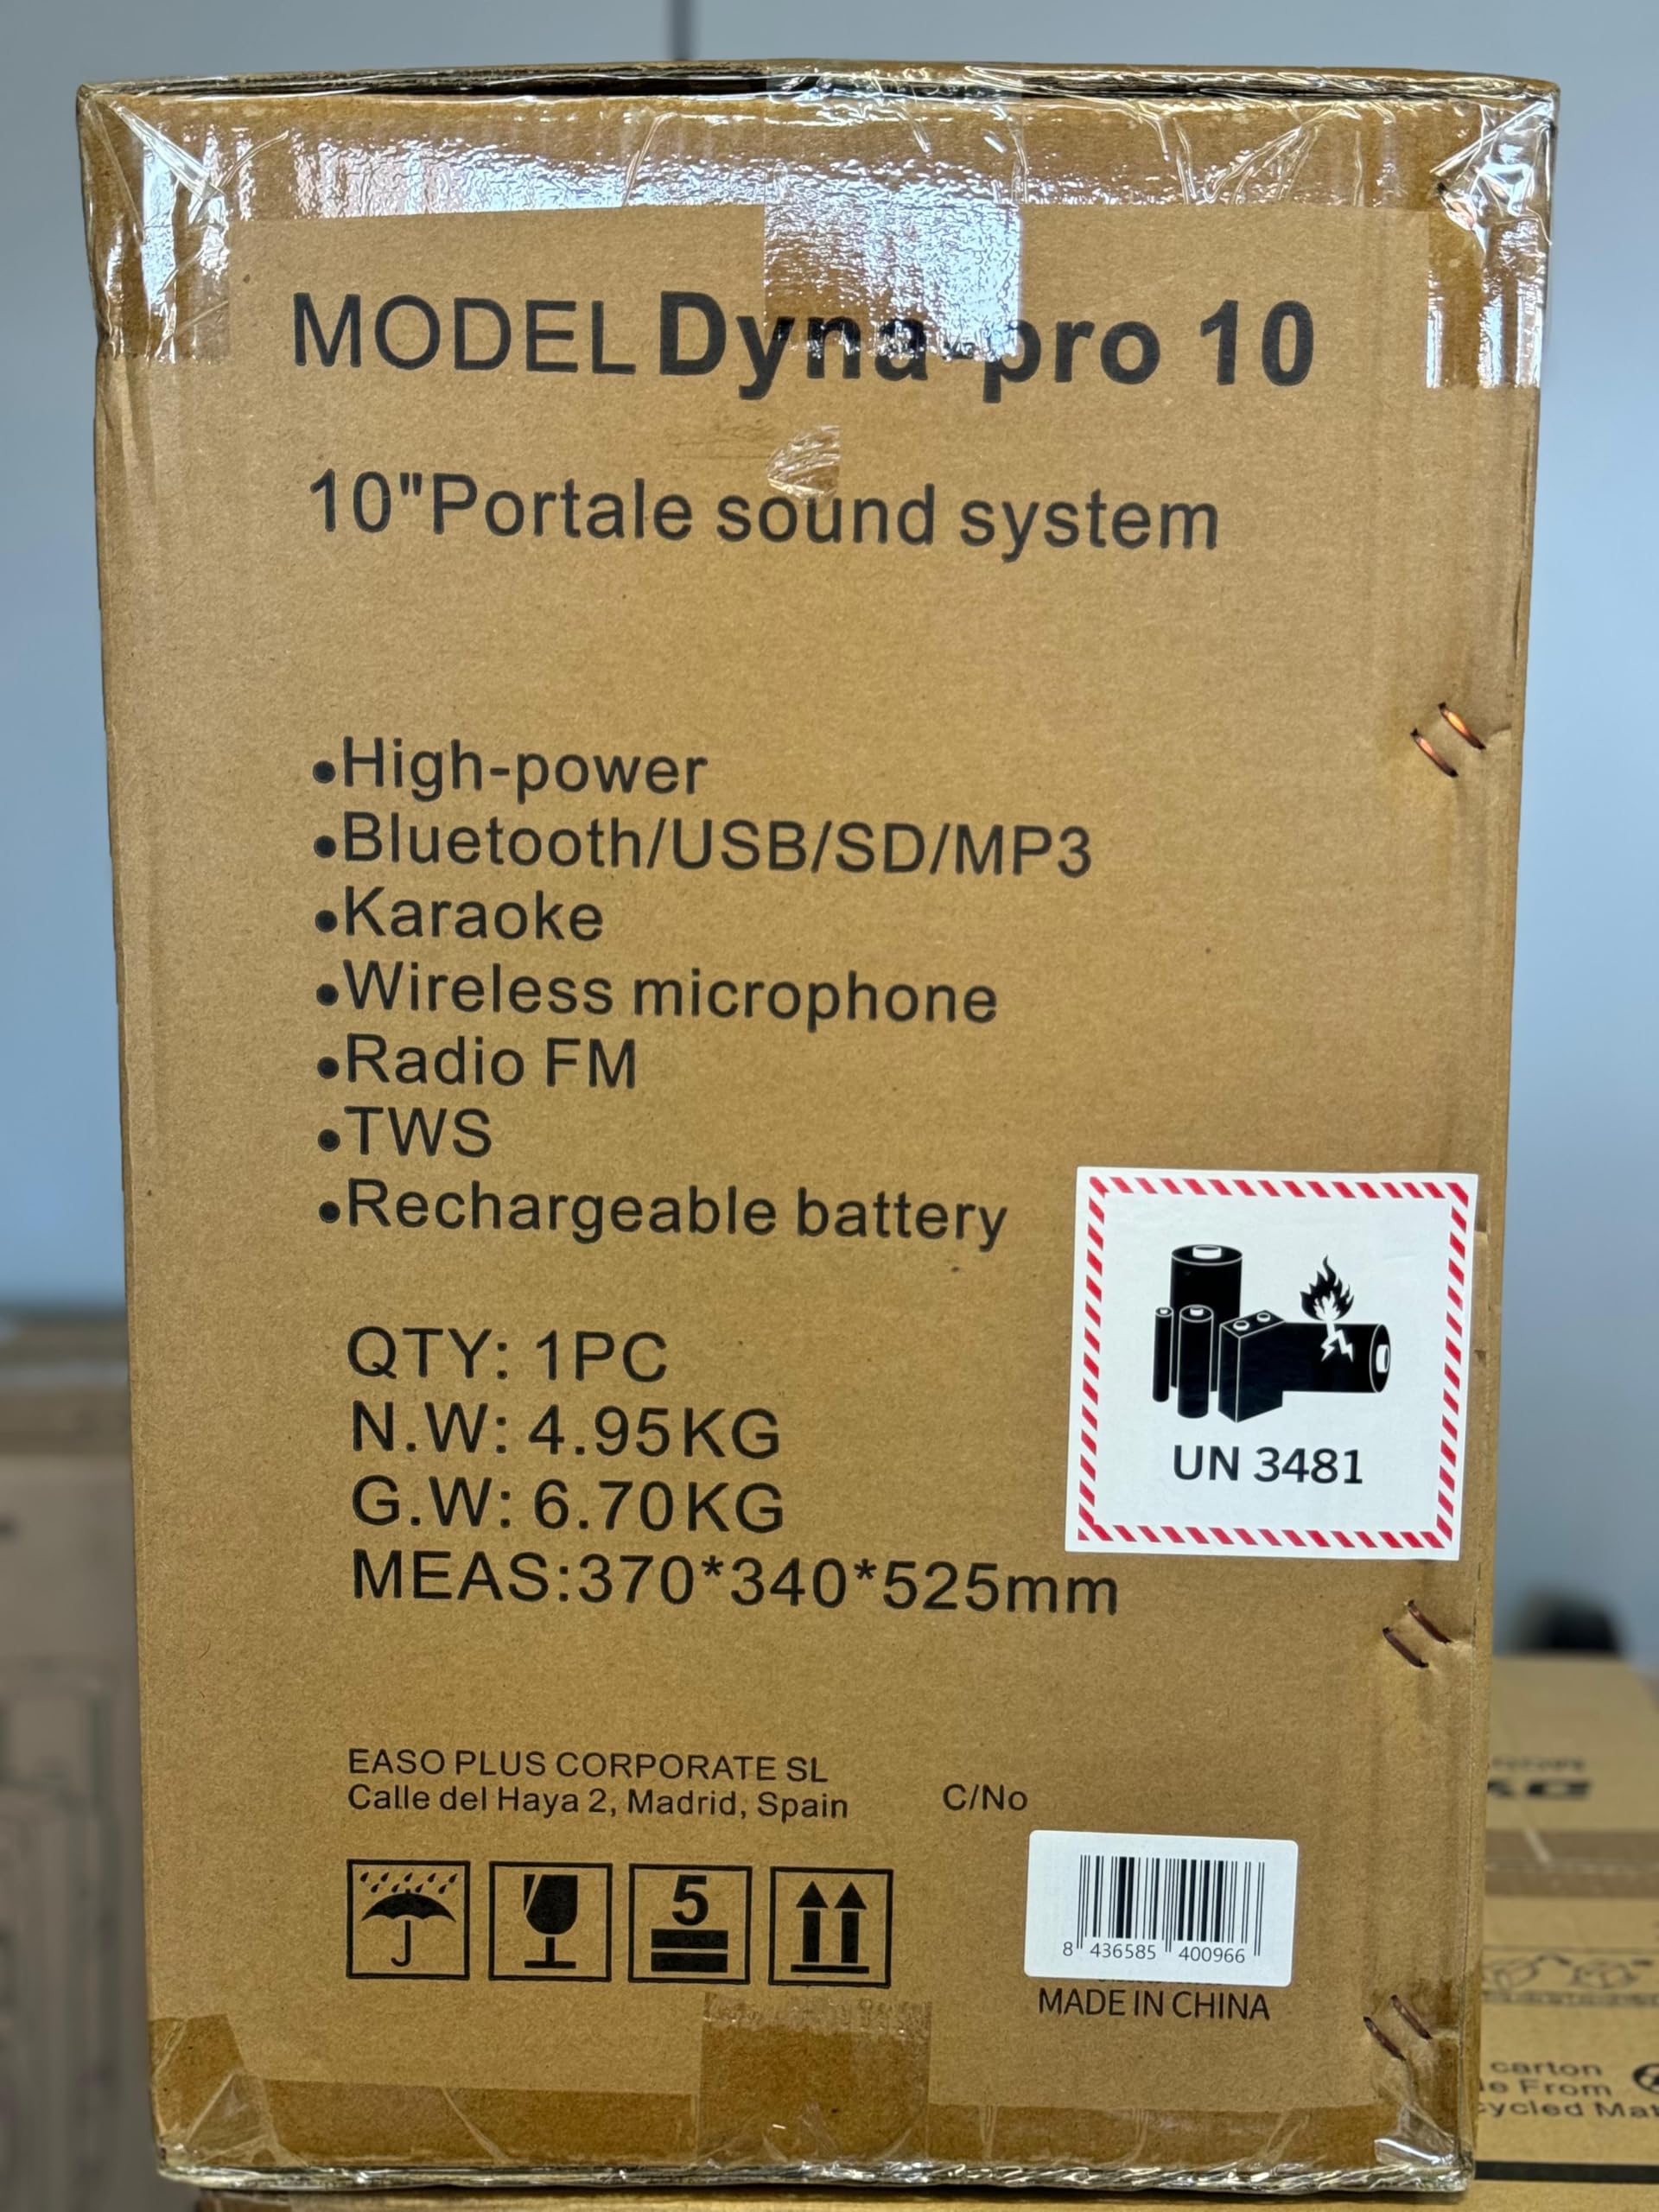 MODEL Dyna-pro 10
10"Portale sound system
•High-power
•Bluetooth/USB/SD/MP3
•Karaoke
•Wireless microphone
•Radio FM
•TWS
•Rechargeable battery
UN 3481
QTY: 1PC
N.W: 4.95KG
G.W: 6.70KG
MEAS:370*340*525mm
EASO PLUS CORPORATE SL
Calle del Haya 2, Madrid, Spain
C/No
5
8 436585 400966
MADE IN CHINA
carton
From